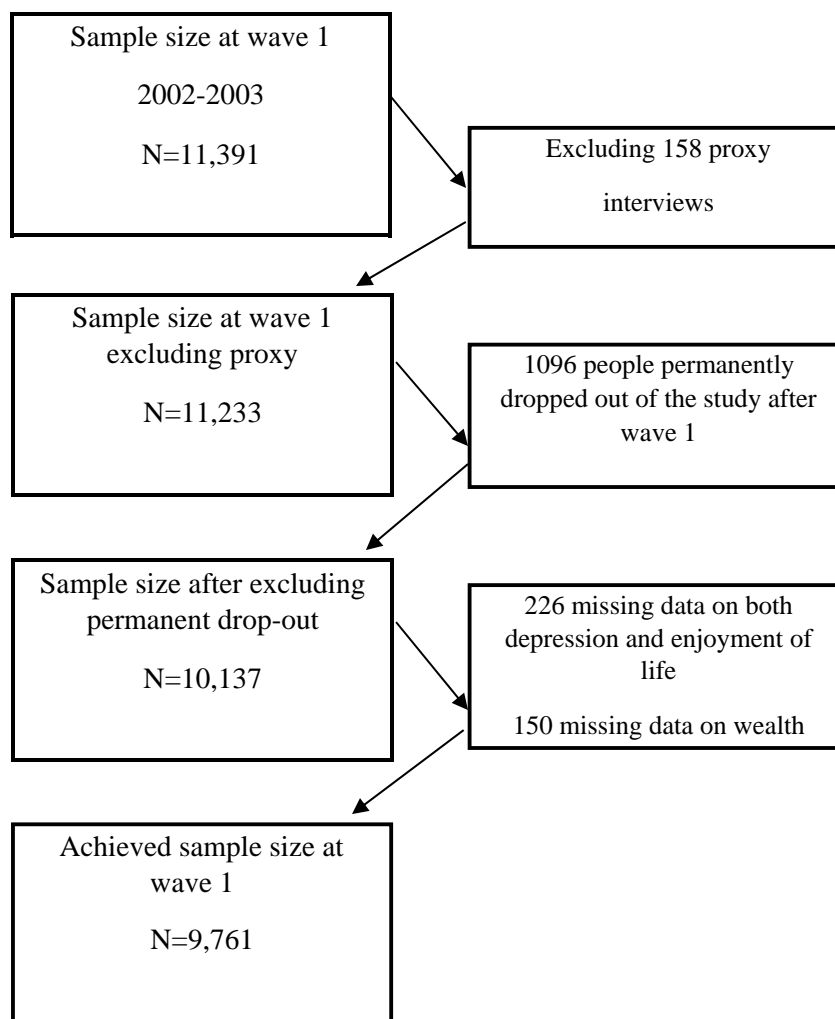 Sample size at wave 1
2002-2003
N=11,391
Excluding 158 proxy
interviews
Sample size at wave 1
excluding proxy
N=11,233
1096 people permanently
dropped out of the study after
wave 1
Sample size after excluding
permanent drop-out
N=10,137
226 missing data on both
depression and enjoyment of
life
150 missing data on wealth
Achieved sample size at
wave 1
N=9,761